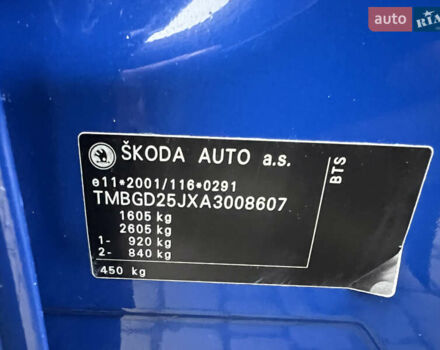 auto RIA
ŠKODA AUTO a.s.
e11*2001/116*0291
TMBGD25JXA3008607
1605 kg
2605 kg
1- 920 kg
2- 840 kg
450 kg
BTS